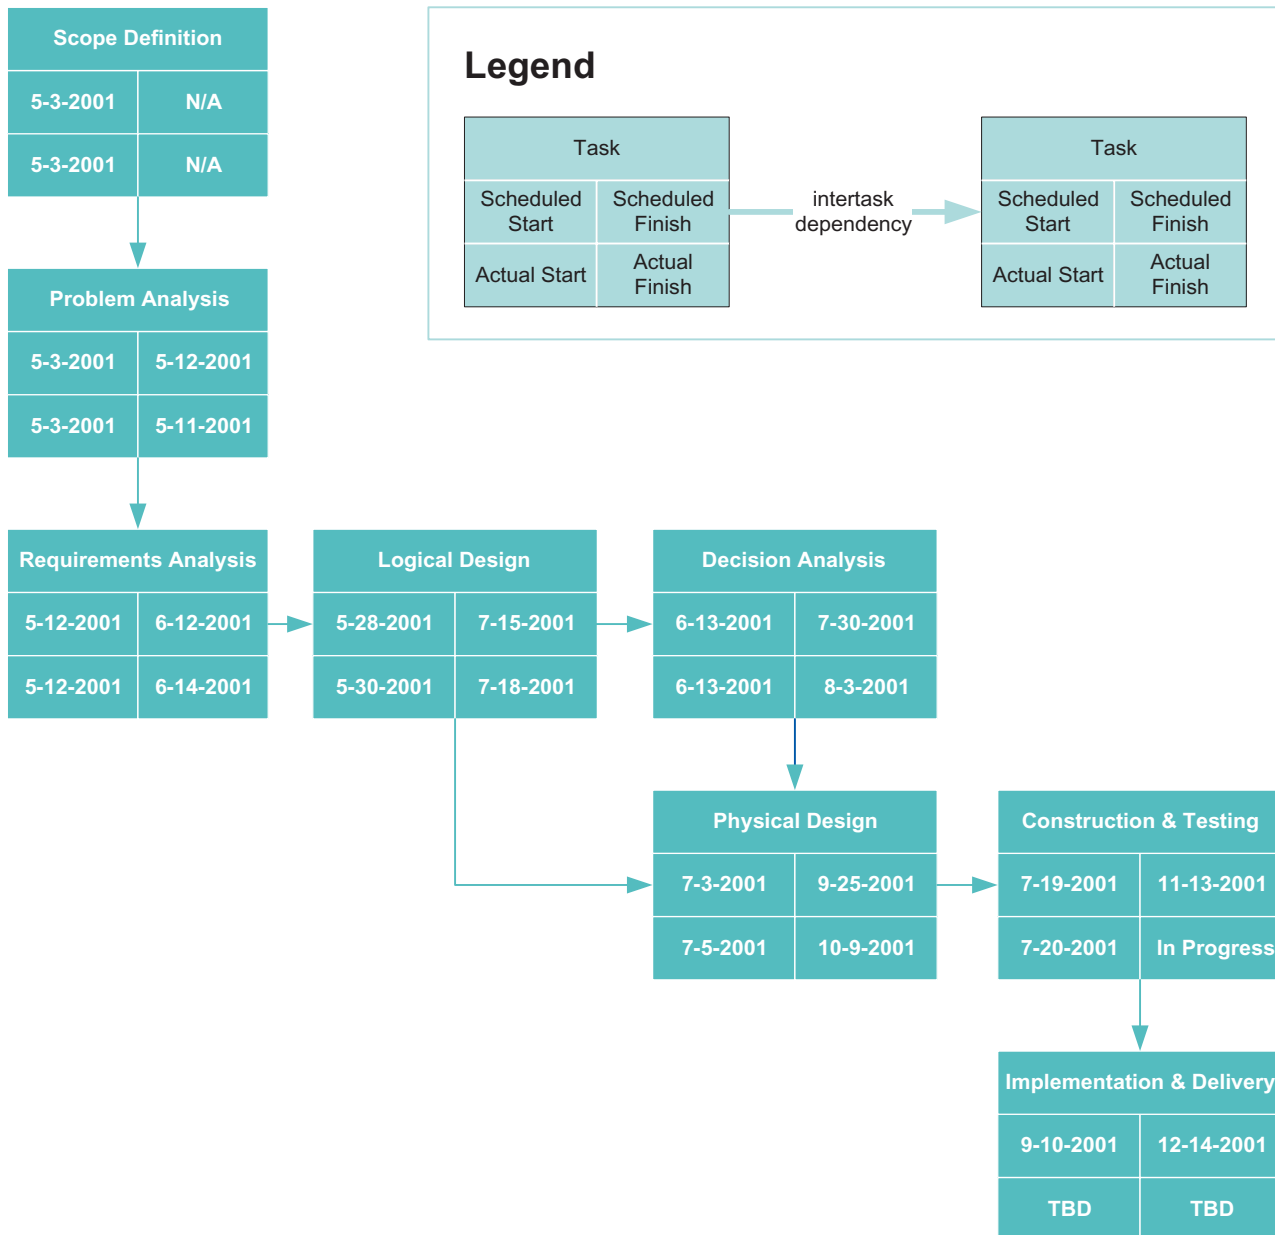 Scope Definition
5-3-2001 N/A
5-3-2001 N/A
Legend
Task
Scheduled Start
Scheduled Finish
Actual Start
Actual Finish
intertask dependency
Task
Scheduled Start
Scheduled Finish
Actual Start
Actual Finish
Problem Analysis
5-3-2001 5-12-2001
5-3-2001 5-11-2001
Requirements Analysis
5-12-2001 6-12-2001
5-12-2001 6-14-2001
Logical Design
5-28-2001 7-15-2001
5-30-2001 7-18-2001
Decision Analysis
6-13-2001 7-30-2001
6-13-2001 8-3-2001
Physical Design
7-3-2001 9-25-2001
7-5-2001 10-9-2001
Construction & Testing
7-19-2001 11-13-2001
7-20-2001 In Progress
Implementation & Delivery
9-10-2001 12-14-2001
TBD TBD